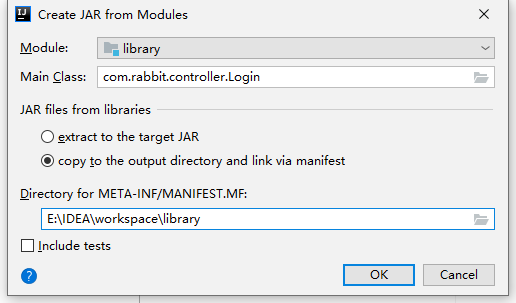 Create JAR from Modules
Module: library
Main Class: com.rabbit.controller.Login
JAR files from libraries
extract to the target JAR
copy to the output directory and link via manifest
Directory for META-INF/MANIFEST.MF:
E:\IDEA\workspace\library
Include tests
? OK Cancel